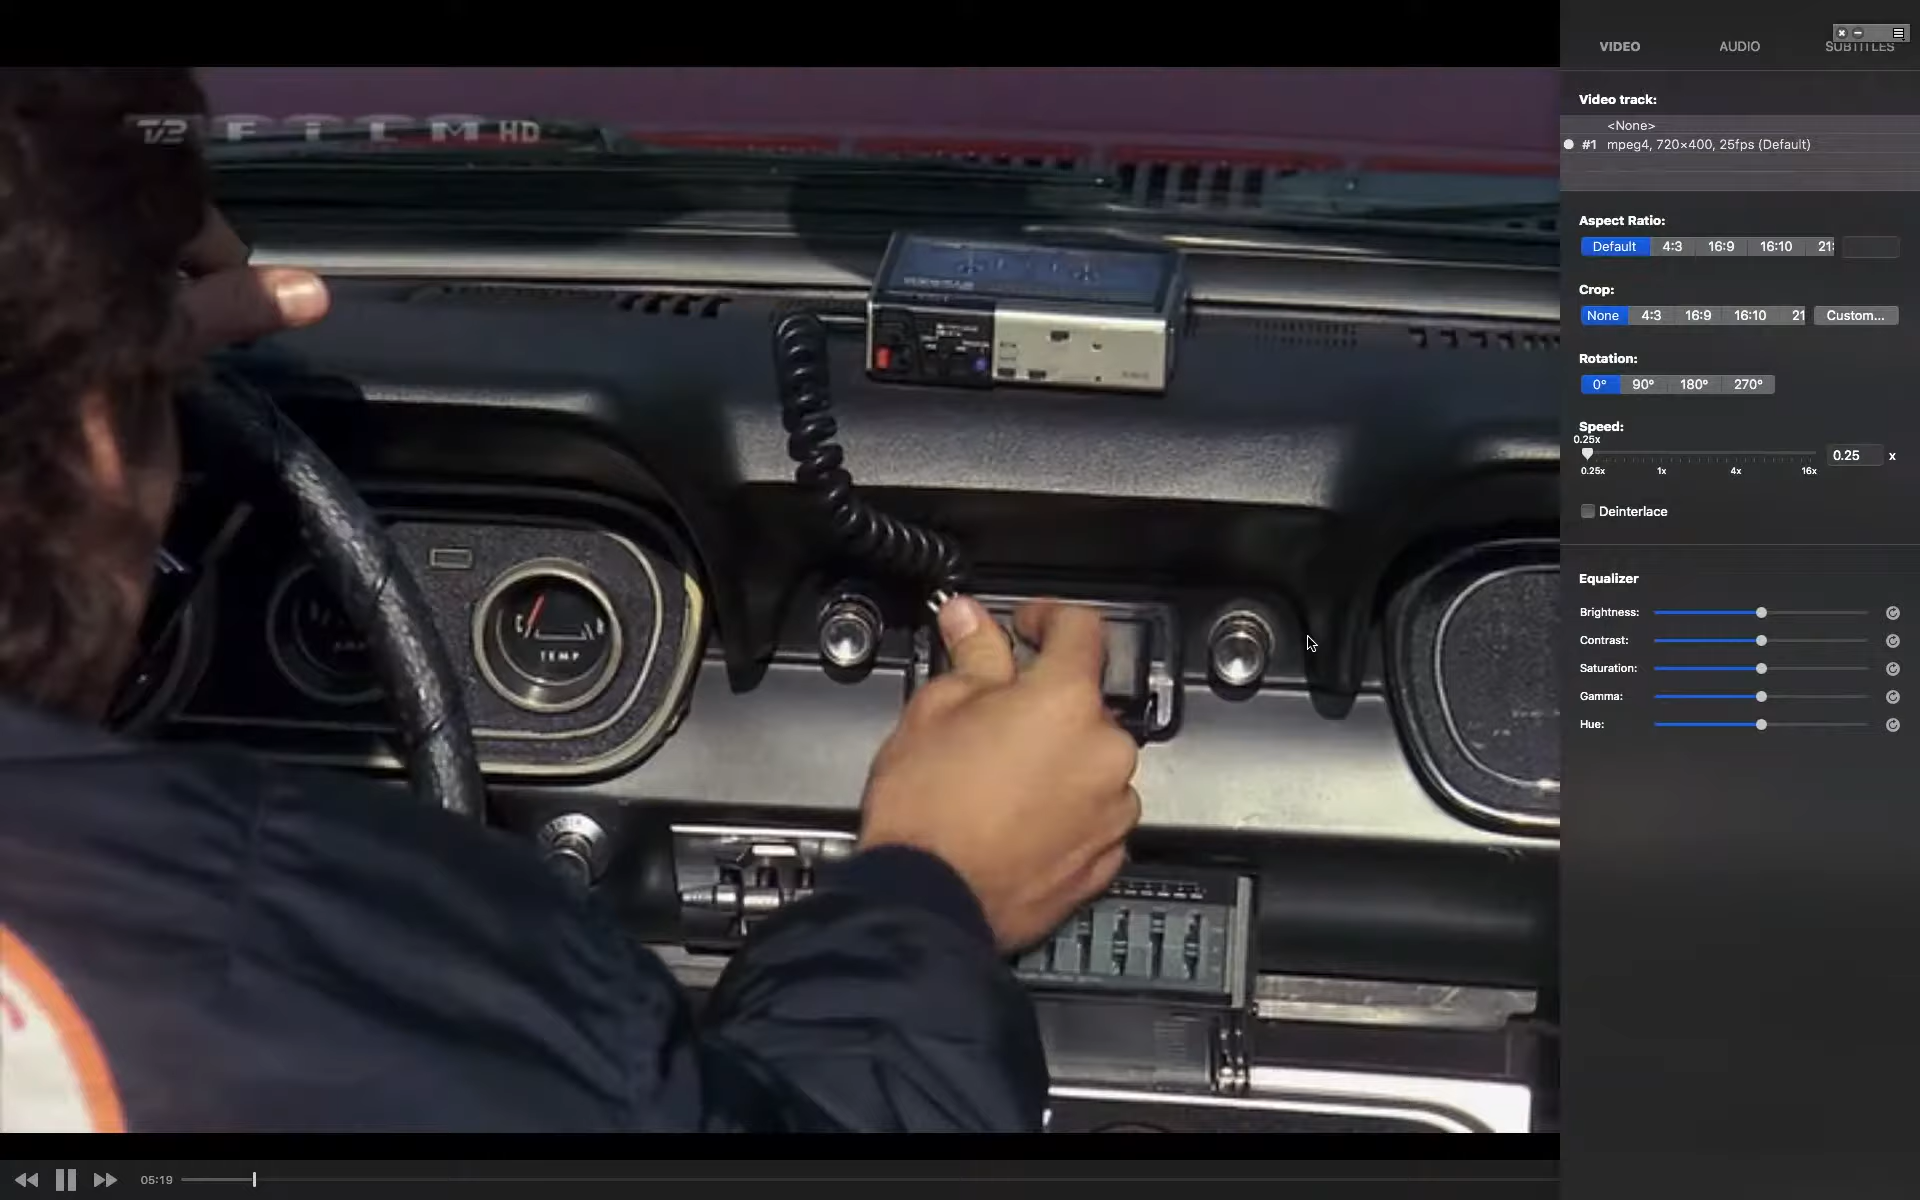 VIDEO AUDIO SUBTITLES
TV2 FILM HD
Video track:
<None>
#1 mpeg4, 720×400, 25fps (Default)
Aspect Ratio:
Default 4:3 16:9 16:10
Crop:
None 4:3 16:9 16:10 21 Custom...
Rotation:
0° 90° 180° 270°
Speed:
0.25x
0.25 x
0.25x 1x 4x 16x
Deinterlace
Equalizer
Brightness:
Contrast:
Saturation:
Gamma:
Hue:
C
TEMP
05:19